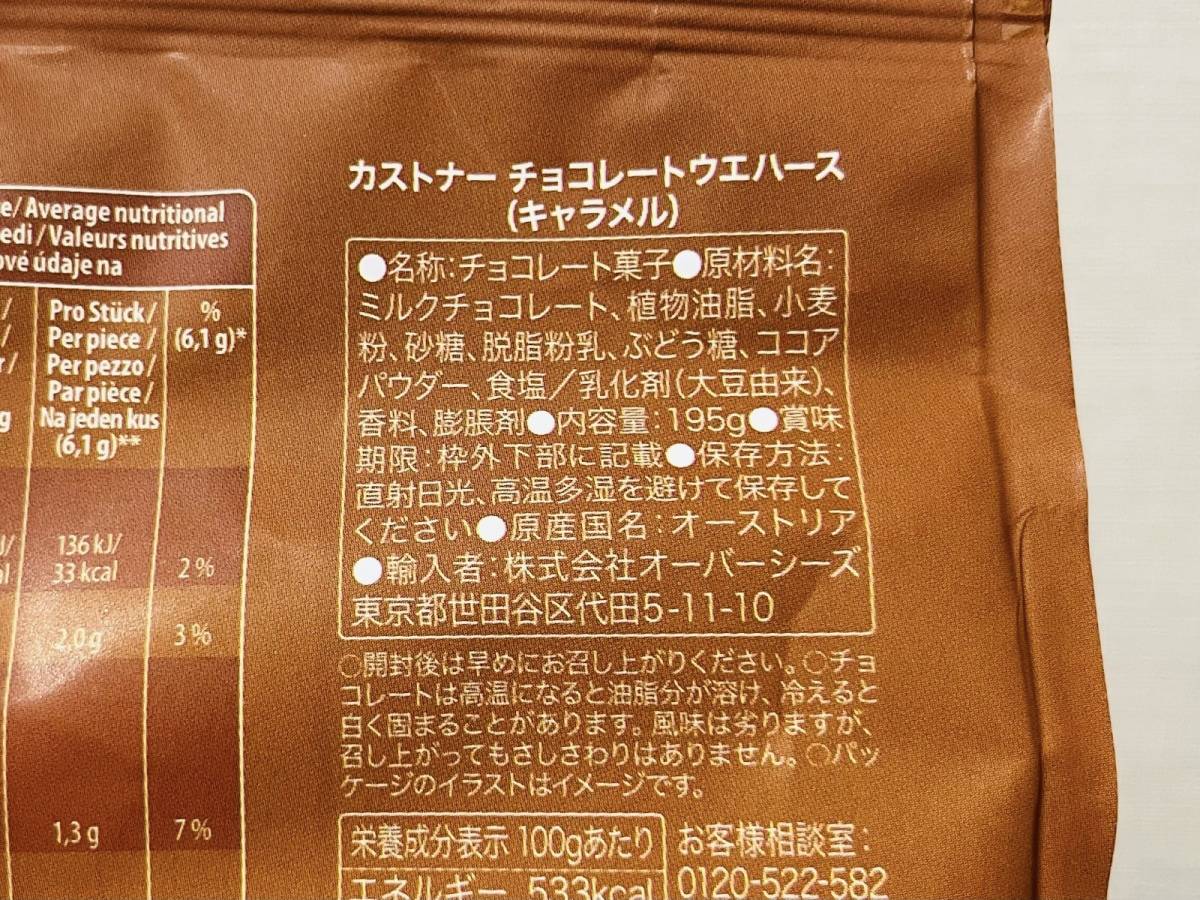 カストナー チョコレートウエハース
(キャラメル)
●名称:チョコレート菓子●原材料名:
ミルクチョコレート、植物油脂、小麦
粉、砂糖、脱脂粉乳、ぶどう糖、ココア
パウダー、食塩/乳化剤(大豆由来)、
香料、膨脹剤●内容量:195g●賞味
期限:枠外下部に記載●保存方法:
直射日光、高温多湿を避けて保存して
ください●原産国名:オーストリア
●輸入者:株式会社オーバーシーズ
東京都世田谷区代田5-11-10
○開封後は早めにお召し上がりください。○チョ
コレートは高温になると油脂分が溶け、冷えると
白く固まることがあります。風味は劣りますが、
召し上がってもさしさわりはありません。○パッ
ケージのイラストはイメージです。
栄養成分表示 100gあたり
エネルギー 533kcal
お客様相談室:
0120-522-582
e/Average nutritional
edi/Valeurs nutritives
ové údaje na
Pro Stück/
Per piece/
Per pezzo/
Par pièce/
Na jeden kus
(6,1 g)**
%
(6,1 g)*
136 kJ/
33 kcal
2%
2,0 g
3%
1,3 g
7%